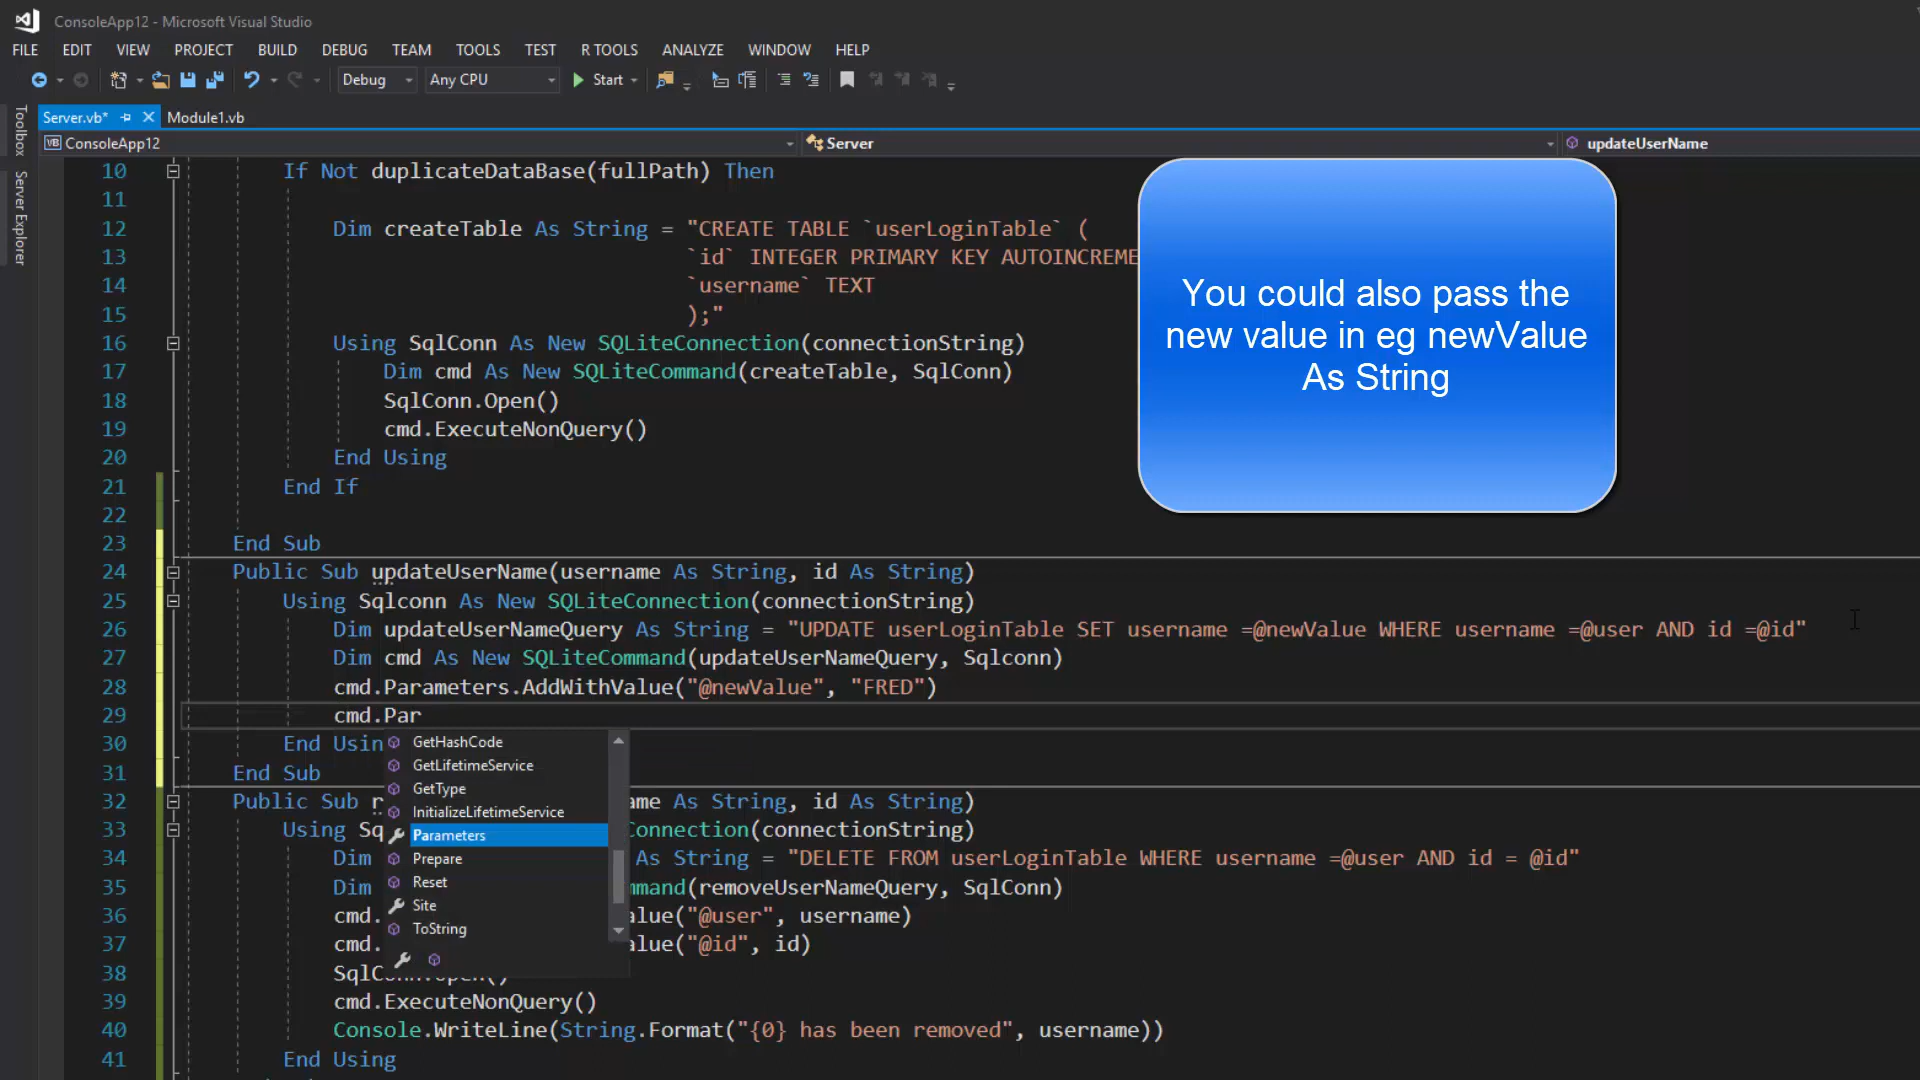 ConsoleApp12 - Microsoft Visual Studio
FILE EDIT VIEW PROJECT BUILD DEBUG TEAM TOOLS TEST R TOOLS ANALYZE WINDOW HELP
Debug Any CPU Start
Toolbox
Server Explorer
Server.vb* Module1.vb
VB ConsoleApp12 Server updateUserName
10 If Not duplicateDataBase(fullPath) Then
11
12 Dim createTable As String = "CREATE TABLE `userLoginTable` (
13 `id` INTEGER PRIMARY KEY AUTOINCREME
14 `username` TEXT
15 );"
16 Using SqlConn As New SQLiteConnection(connectionString)
17 Dim cmd As New SQLiteCommand(createTable, SqlConn)
18 SqlConn.Open()
19 cmd.ExecuteNonQuery()
20 End Using
21 End If
22
23 End Sub
24 Public Sub updateUserName(username As String, id As String)
25 Using Sqlconn As New SQLiteConnection(connectionString)
26 Dim updateUserNameQuery As String = "UPDATE userLoginTable SET username =@newValue WHERE username =@user AND id =@id"
27 Dim cmd As New SQLiteCommand(updateUserNameQuery, Sqlconn)
28 cmd.Parameters.AddWithValue("@newValue", "FRED")
29 cmd.Par
30 End Usin
31 End Sub
32 Public Sub r me As String, id As String)
33 Using Sq Connection(connectionString)
34 Dim As String = "DELETE FROM userLoginTable WHERE username =@user AND id = @id"
35 Dim mmand(removeUserNameQuery, SqlConn)
36 cmd. alue("@user", username)
37 cmd. alue("@id", id)
38 SqlConn.Open()
39 cmd.ExecuteNonQuery()
40 Console.WriteLine(String.Format("{0} has been removed", username))
41 End Using
GetHashCode
GetLifetimeService
GetType
InitializeLifetimeService
Parameters
Prepare
Reset
Site
ToString
You could also pass the
new value in eg newValue
As String